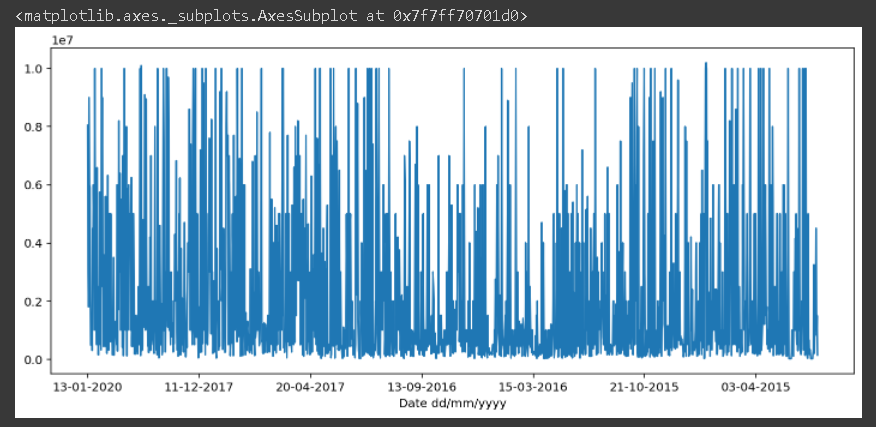 <matplotlib.axes._subplots.AxesSubplot at 0x7f7ff70701d0>
1e7
1.0
0.8
0.6
0.4
0.2
0.0
13-01-2020 11-12-2017 20-04-2017 13-09-2016 15-03-2016 21-10-2015 03-04-2015
Date dd/mm/yyyy